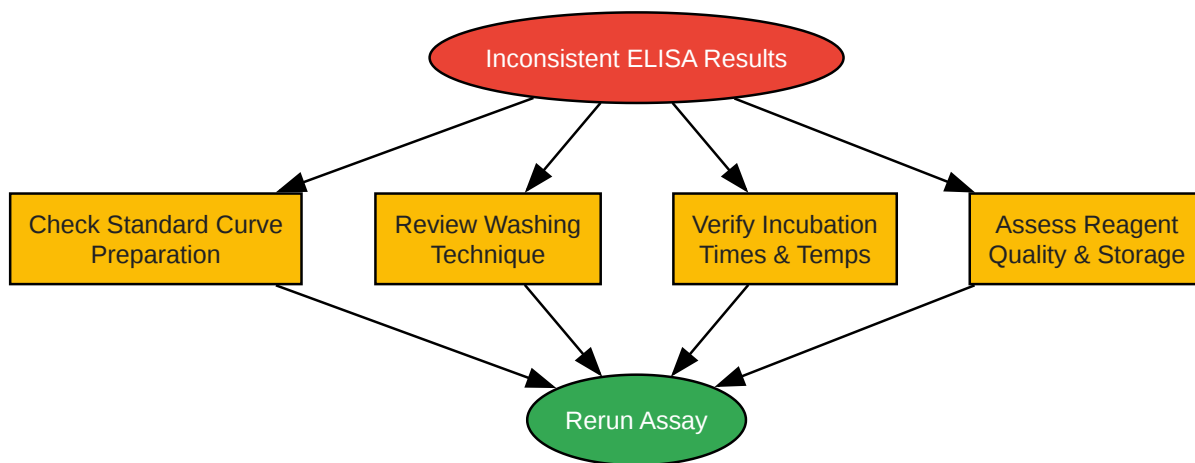 Inconsistent ELISA Results
Check Standard Curve
Preparation
Review Washing
Technique
Verify Incubation
Times & Temps
Assess Reagent
Quality & Storage
Rerun Assay